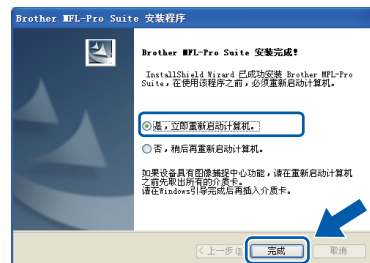 Brother MFL-Pro Suite 安装程序
Brother MFL-Pro Suite 安装完成!
InstallShield Wizard 已成功安装 Brother MFL-Pro
Suite，在使用该程序之前，必须重新启动计算机。
是，立即重新启动计算机。
否，稍后再重新启动计算机。
如果设备具有图像捕捉中心功能，请在重新启动计算机
之前先取出所有的介质卡。
请在Windows引导完成后再插入介质卡。
<上一步(B) 完成 取消